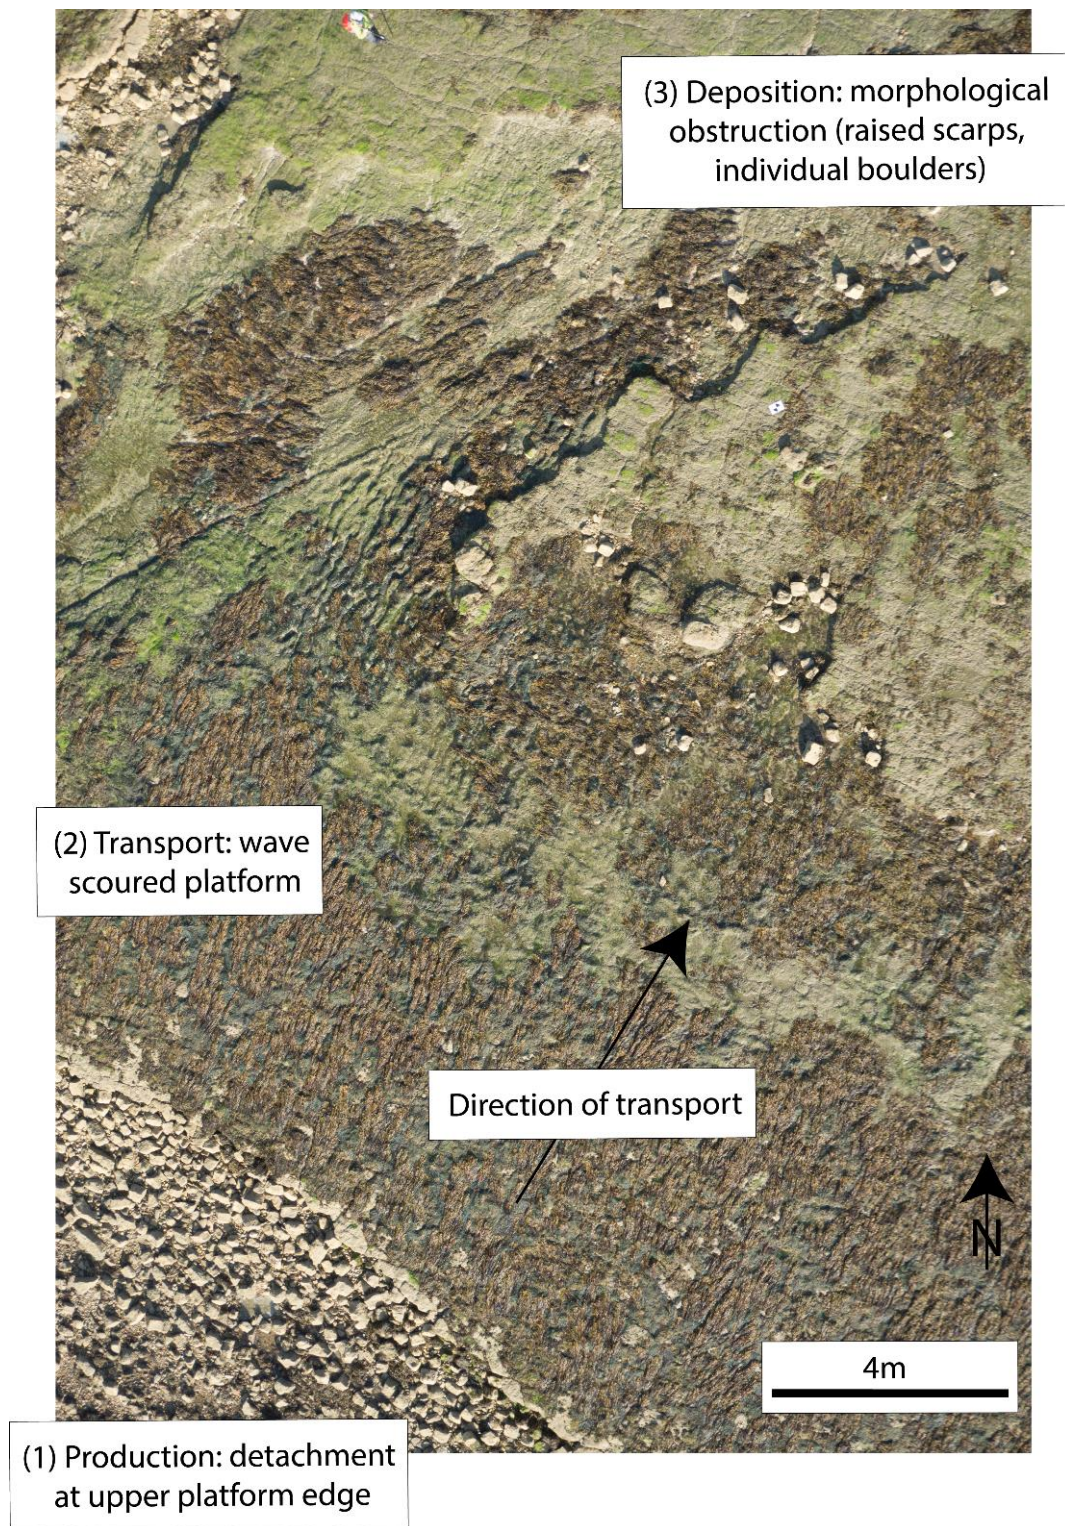 (3) Deposition: morphological
obstruction (raised scarps,
individual boulders)
(2) Transport: wave
scoured platform
Direction of transport
N
4m
(1) Production: detachment
at upper platform edge